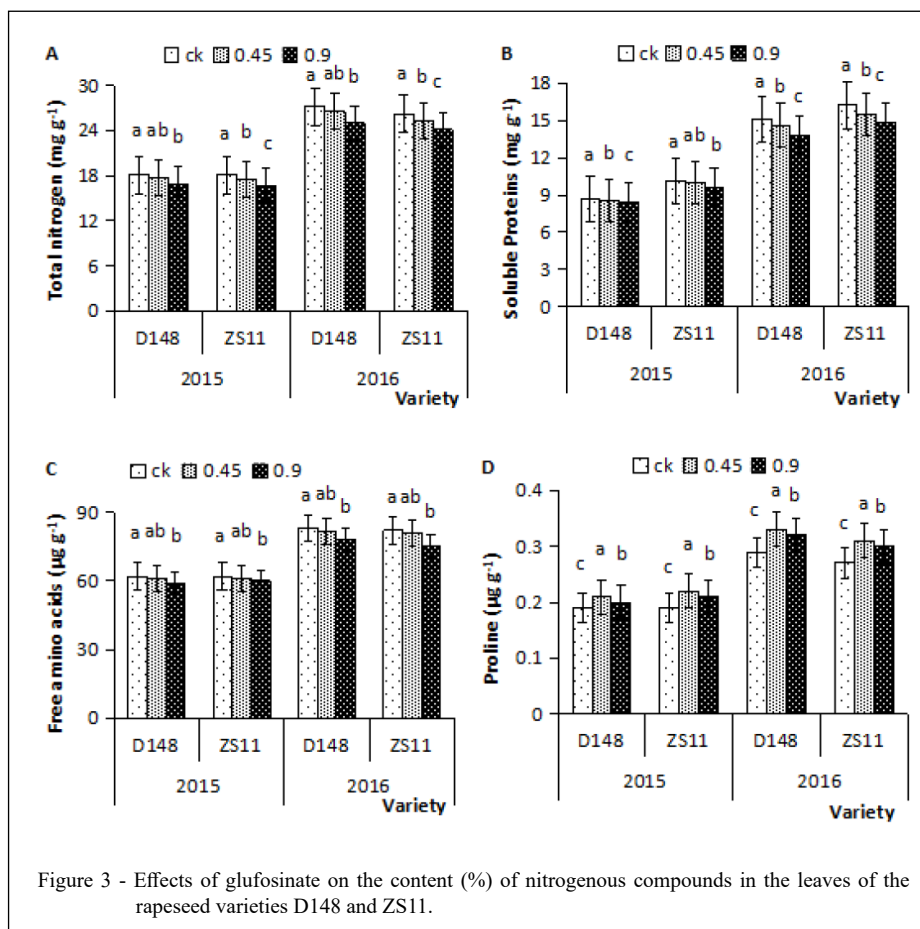 A ck 0.45 0.9
Total nitrogen (mg g-1)
30
24
18
12
6
0
a ab b a b c a ab b a b c
D148 ZS11 D148 ZS11
2015 2016
Variety
B ck 0.45 0.9
Soluble Proteins (mg g-1)
18
15
12
9
6
3
0
a b c a ab b a b c a b c
D148 ZS11 D148 ZS11
2015 2016
Variety
C ck 0.45 0.9
Free amino acids (µg g-1)
90
60
30
0
a ab b a ab b a ab b a ab b
D148 ZS11 D148 ZS11
2015 2016
Variety
D ck 0.45 0.9
Proline (µg g-1)
0.4
0.3
0.2
0.1
0
c a b c a b c a b c a b
D148 ZS11 D148 ZS11
2015 2016
Variety
Figure 3 - Effects of glufosinate on the content (%) of nitrogenous compounds in the leaves of the
rapeseed varieties D148 and ZS11.